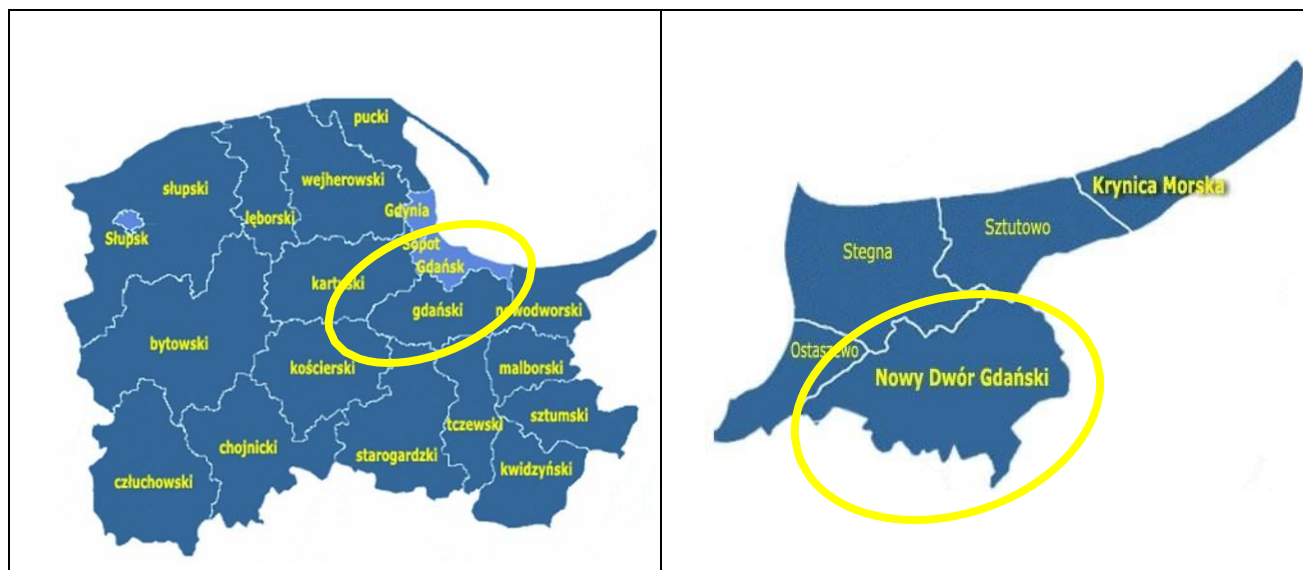 pucki
słupski
wejherowski
lęborski
Gdynia
Słupsk
Sopot
Gdańsk
kartuski
gdański
nowodworski
bytowski
kościerski
malborski
sztumski
tczewski
chojnicki
starogardzki
kwidzyński
człuchowski
Krynica Morska
Sztutowo
Stegna
Ostaszewo
Nowy Dwór Gdański